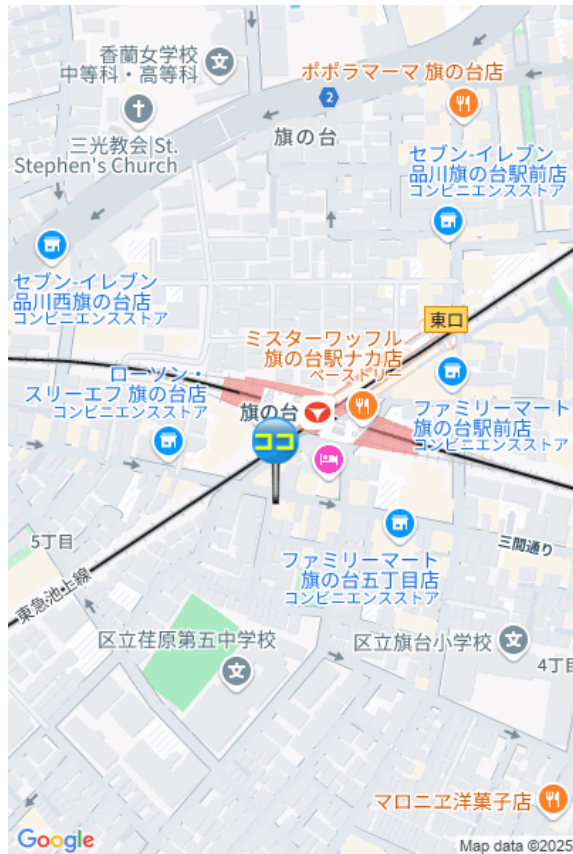 香蘭女学校
中等科・高等科
ポポラマーマ 旗の台店
2
旗の台
三光教会|St.
Stephen's Church
セブン-イレブン
品川旗の台駅前店
コンビニエンスストア
セブン-イレブン
品川西旗の台店
コンビニエンスストア
東口
ミスターワッフル
旗の台駅ナカ店
ベーストリー
ローソン・
スリーエフ 旗の台店
コンビニエンスストア
旗の台
ファミリーマート
旗の台駅前店
コンビニエンスストア
ココ
5丁目
三間通り
ファミリーマート
旗の台五丁目店
コンビニエンスストア
東急池上線
区立荏原第五中学校
区立旗台小学校
4丁目
マロニヱ洋菓子店
Google
Map data ©2025